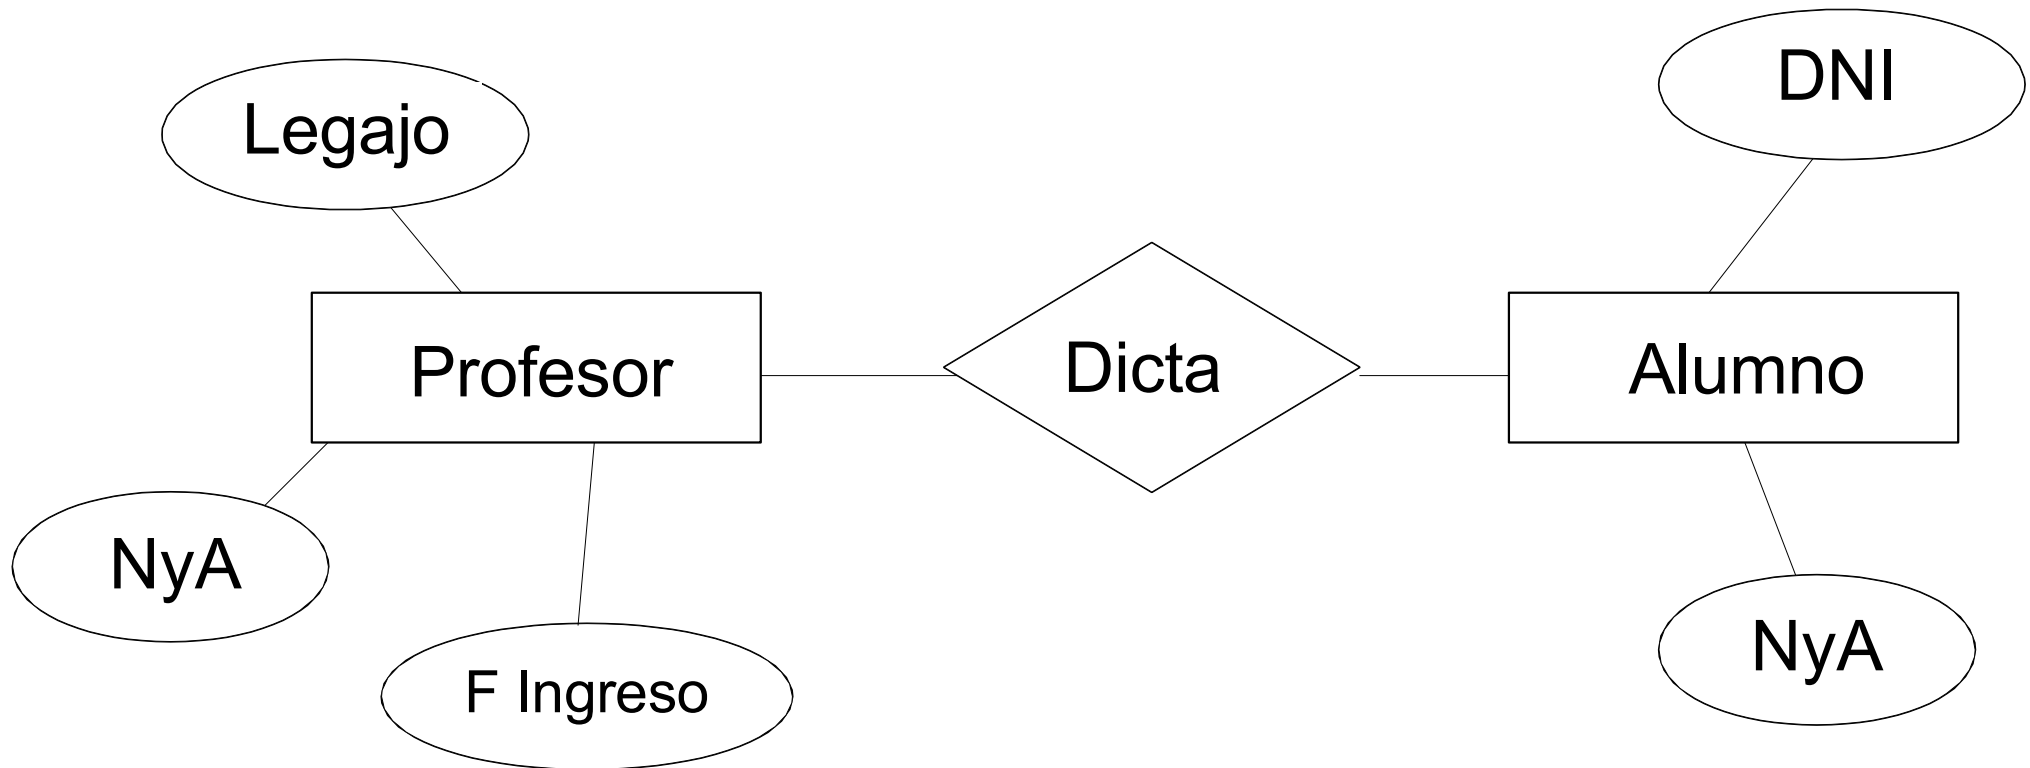 DNI
Legajo
Profesor
Dicta
Alumno
NyA
F Ingreso
NyA